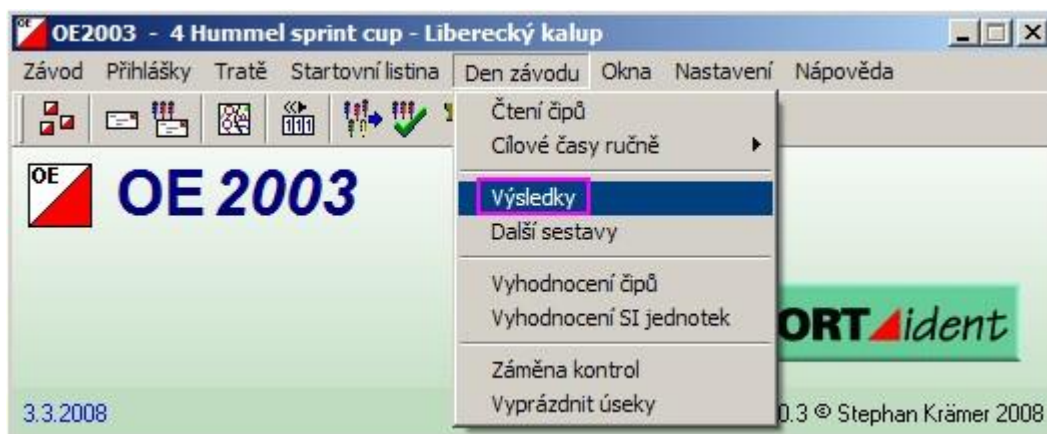 OE2003 - 4 Hummel sprint cup - Liberecký kalup
Závod Přihlášky Tratě Startovní listina Den závodu Okna Nastavení Nápověda
Čtení čipů
Cílové časy ručně
OE
OE 2003
Výsledky
Další sestavy
Vyhodnocení čipů
Vyhodnocení SI jednotek
ORT ident
Záměna kontrol
Vyprázdnit úseky
3.3.2008
0.3 © Stephan Krämer 2008